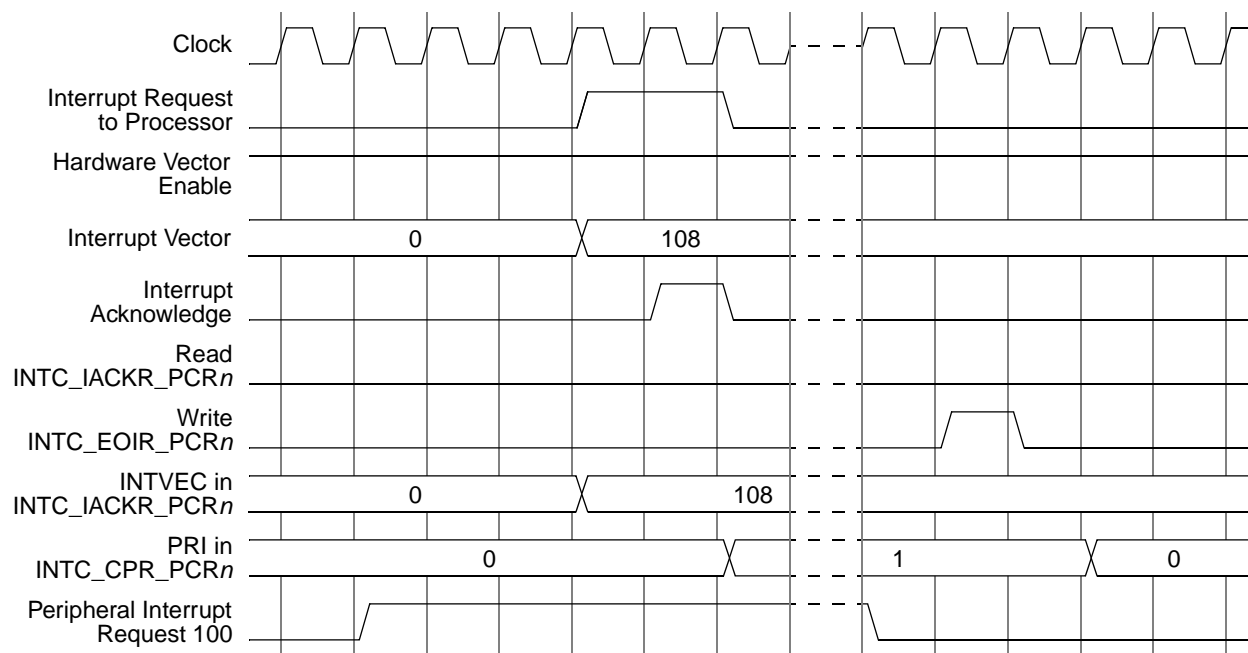 Clock
Interrupt Request
to Processor
Hardware Vector
Enable
Interrupt Vector
0
108
Interrupt
Acknowledge
Read
INTC_IACKR_PCRn
Write
INTC_EOIR_PCRn
INTVEC in
INTC_IACKR_PCRn
0
108
PRI in
INTC_CPR_PCRn
0
1
0
Peripheral Interrupt
Request 100